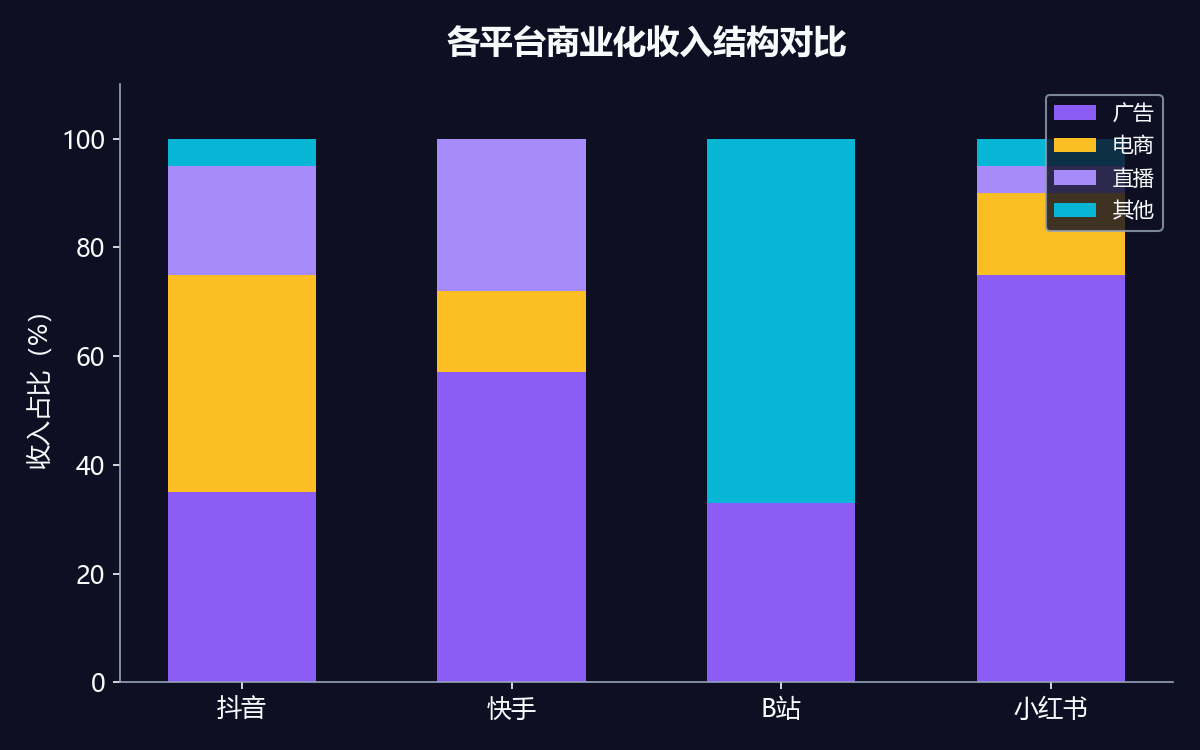 各平台商业化收入结构对比
收入占比（%）
100
80
60
40
20
0
抖音
快手
B站
小红书
广告
电商
直播
其他